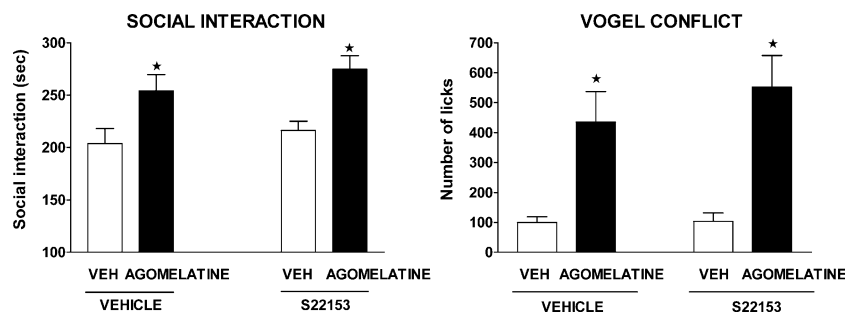 SOCIAL INTERACTION
Social interaction (sec)
300
250
200
150
100
★
★
VEH AGOMELATINE
VEH AGOMELATINE
VEHICLE
S22153
VOGEL CONFLICT
Number of licks
700
600
500
400
300
200
100
0
★
★
VEH AGOMELATINE
VEH AGOMELATINE
VEHICLE
S22153